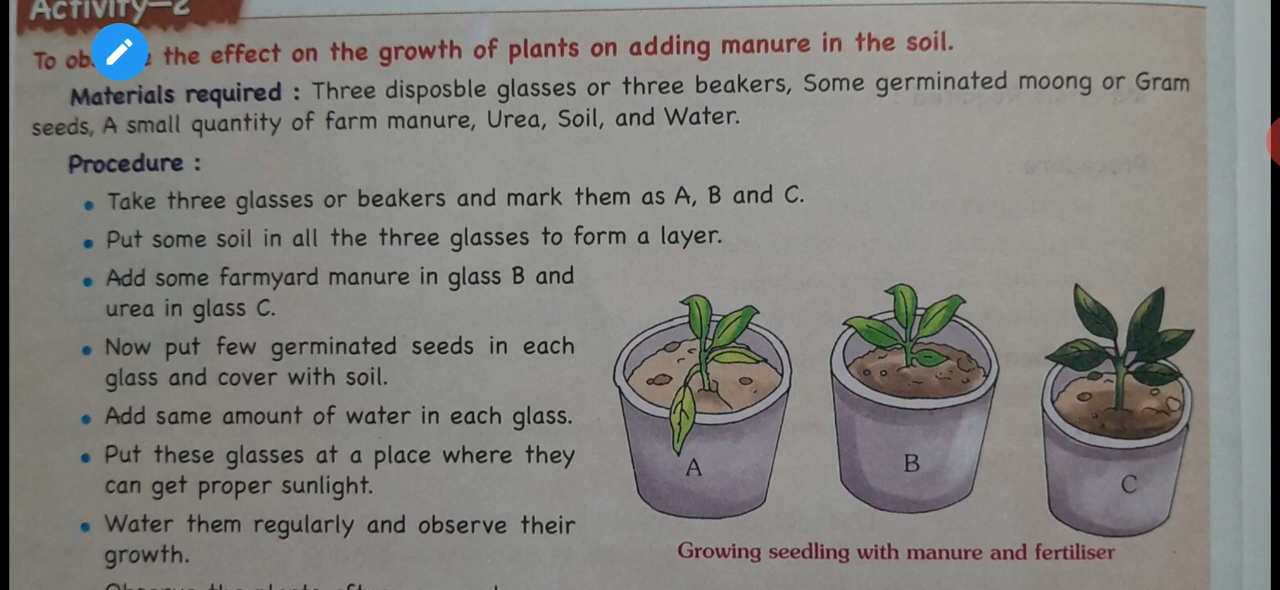 Activity-2
To the effect on the growth of plants on adding manure in the soil.
Materials required : Three disposble glasses or three beakers, Some germinated moong or Gram
seeds, A small quantity of farm manure, Urea, Soil, and Water.
Procedure :
• Take three glasses or beakers and mark them as A, B and C.
• Put some soil in all the three glasses to form a layer.
• Add some farmyard manure in glass B and
urea in glass C.
• Now put few germinated seeds in each
glass and cover with soil.
• Add same amount of water in each glass.
• Put these glasses at a place where they
can get proper sunlight.
• Water them regularly and observe their
growth.
A
B
C
Growing seedling with manure and fertiliser